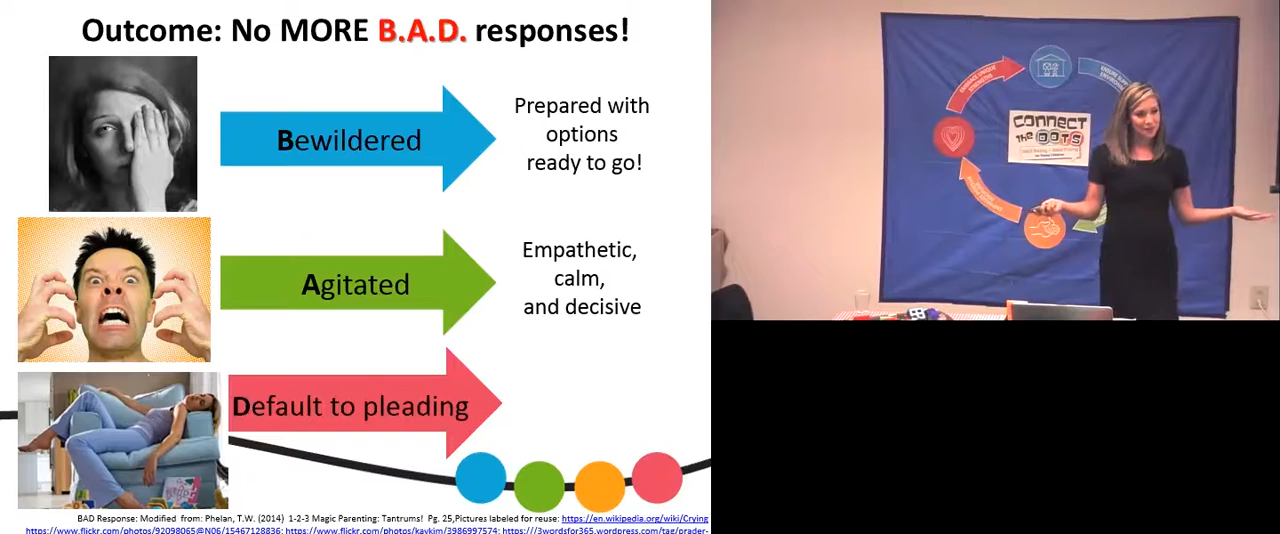 Outcome: No MORE B.A.D. responses!
Bewildered
Prepared with
options
ready to go!
Agitated
Empathetic,
calm,
and decisive
Default to pleading
BAD Response: Modified from: Phelan, T.W. (2014) 1-2-3 Magic Parenting: Tantrums! Pg. 25,Pictures labeled for reuse: https://en.wikipedia.org/wiki/Crying
https://www.flickr.com/photos/92098065@N06/15467128836; https://www.flickr.com/photos/kaykim/3986997574; https://3wordsfor365.wordpress.com/tag/prader-
EMBRACE UNIQUE
STRENGTHS
CONNECT
the DOTS